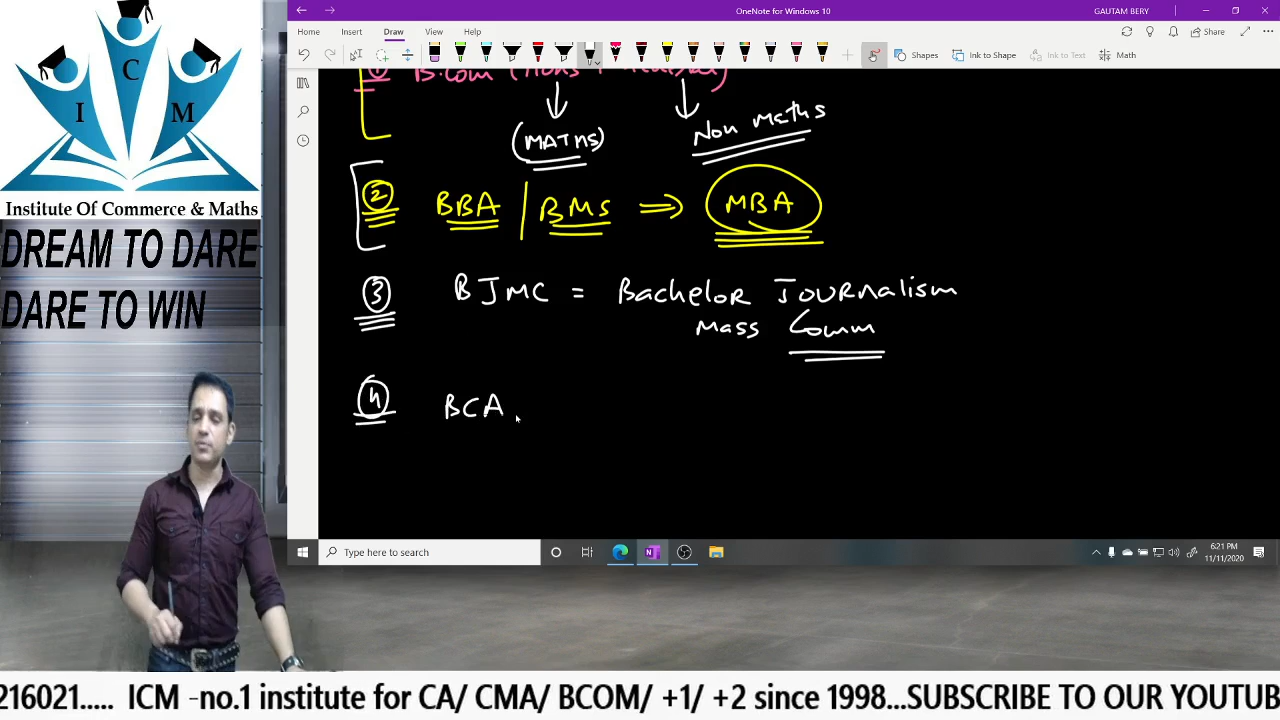 OneNote for Windows 10
GAUTAM BERY
Home Insert Draw View Help
Share
Shapes
Ink to Shape
Ink to Text
Math
I C M
Institute Of Commerce & Maths
DREAM TO DARE
DARE TO WIN
① B.com
(MATHS)
Non maths
② BBA | BMS ⇒ MBA
③ BJMC = Bachelor Journalism
Mass Comm
④ BCA
Type here to search
6:21 PM
11/11/2020
216021..... ICM -no.1 institute for CA/ CMA/ BCOM/ +1/ +2 since 1998...SUBSCRIBE TO OUR YOUTUB